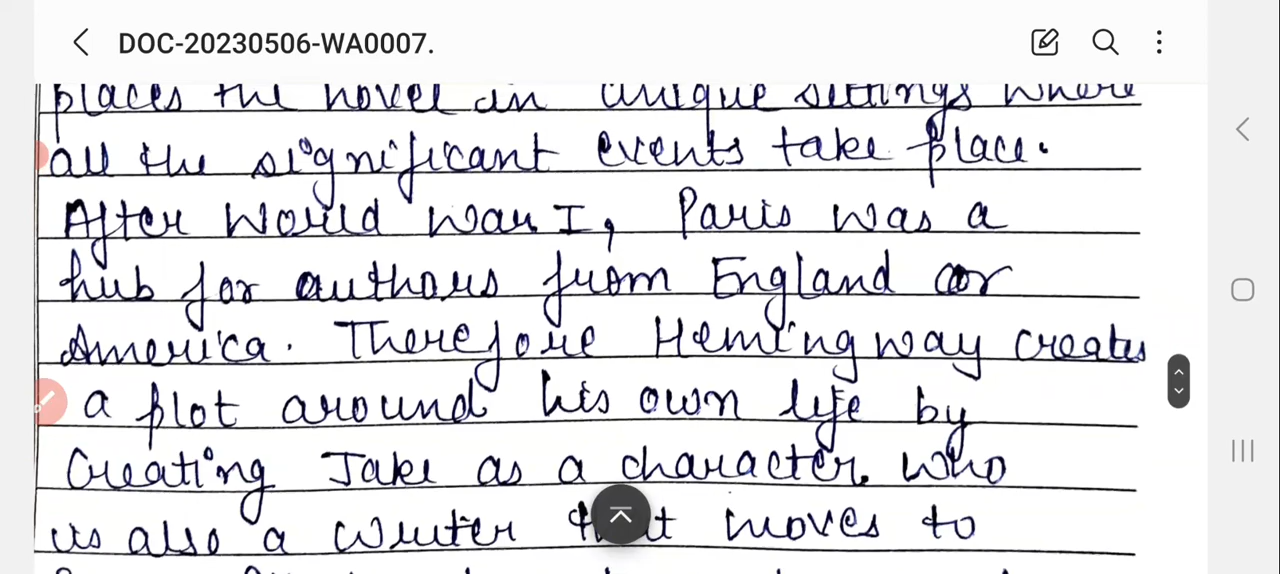 DOC-20230506-WA0007.
places the novel in unique settings where
all the significant events take place.
After World War I, Paris was a
hub for authors from England or
America. Therefore Hemingway creates
a plot around his own life by
creating Jake as a character. who
is also a writer that moves to